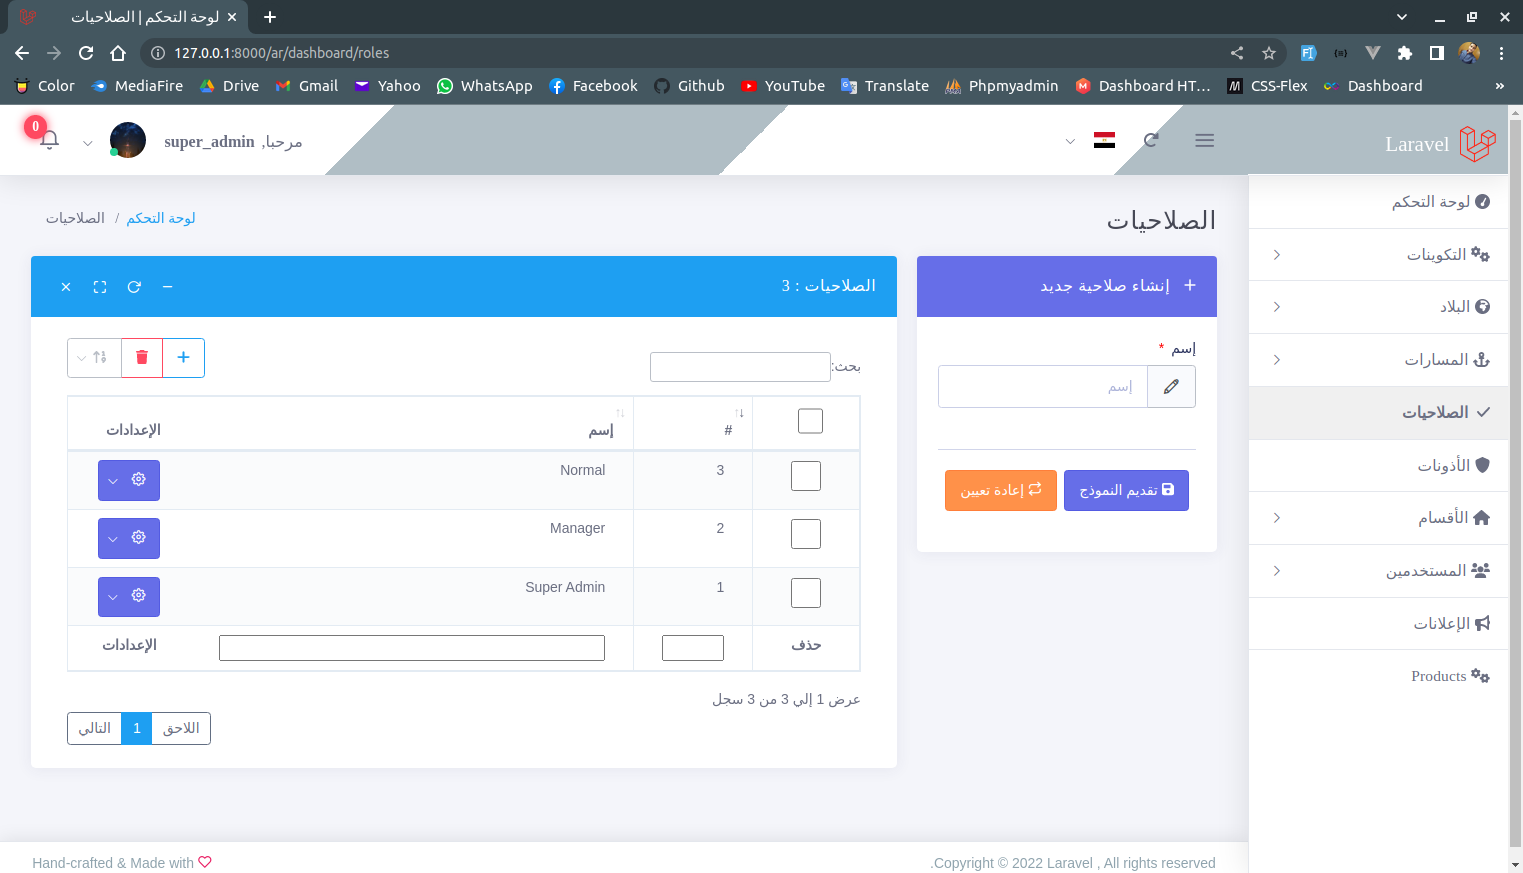 لوحة التحكم | الصلاحيات
127.0.0.1:8000/ar/dashboard/roles
Color
MediaFire
Drive
Gmail
Yahoo
WhatsApp
Facebook
Github
YouTube
Translate
Phpmyadmin
Dashboard HT...
CSS-Flex
Dashboard
»
Laravel
مرحبا, super_admin
0
لوحة التحكم
التكوينات
البلاد
المسارات
الصلاحيات
الأذونات
الأقسام
المستخدمين
الإعلانات
Products
الصلاحيات
لوحة التحكم / الصلاحيات
إنشاء صلاحية جديد
إسم *
إسم
تقديم النموذج
إعادة تعيين
الصلاحيات : 3
بحث:
# إسم الإعدادات
3 Normal
2 Manager
1 Super Admin
حذف الإعدادات
عرض 1 إلي 3 من 3 سجل
اللاحق 1 التالي
.Copyright © 2022 Laravel , All rights reserved
Hand-crafted & Made with